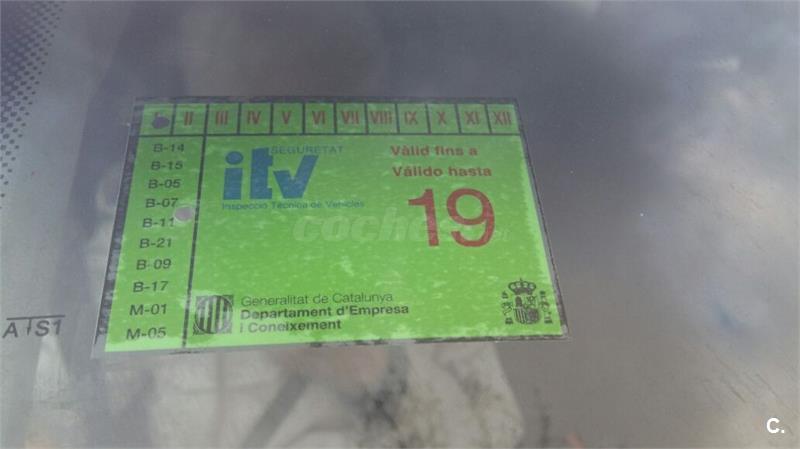 II III IV V VI VII VIII IX X XI XII
B-14
B-15
B-05
B-07
B-11
B-21
B-09
B-17
M-01
M-05
SEGURETAT
itv
Inspecció Tècnica de Vehicles
Vàlid fins a
Válido hasta
19
coches
Generalitat de Catalunya
Departament d'Empresa
i Coneixement
C.